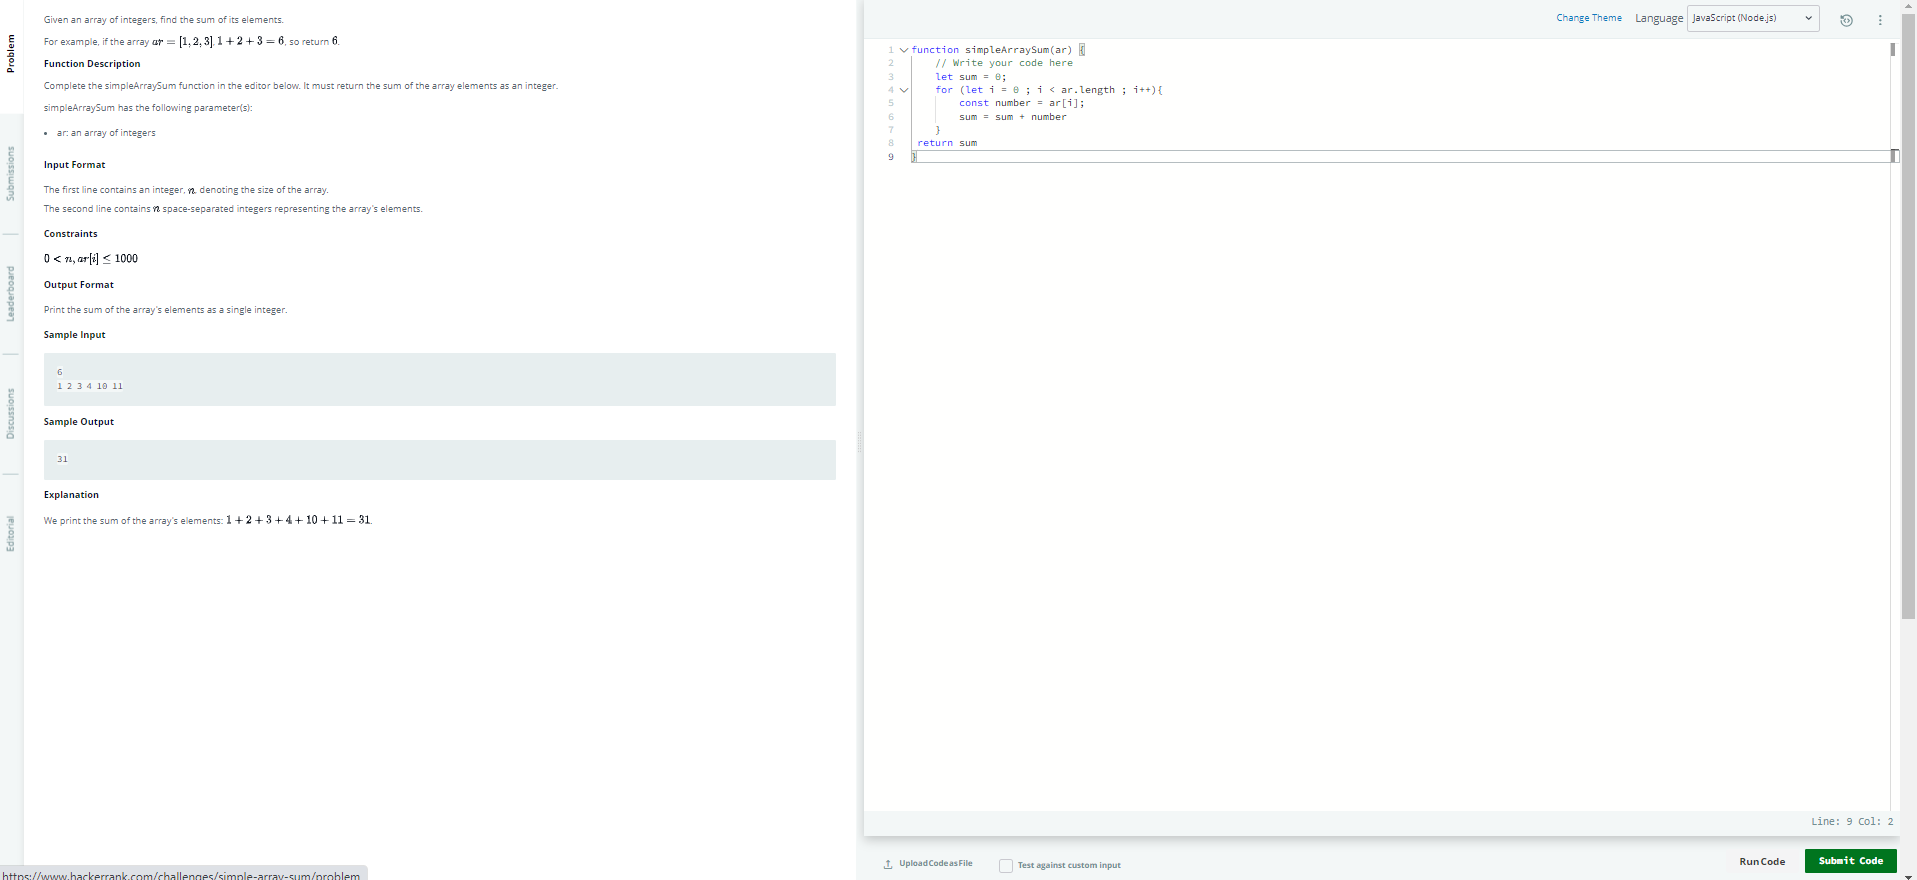 Problem
Submissions
Leaderboard
Discussions
Editorial
Given an array of integers, find the sum of its elements.
For example, if the array ar = [1, 2, 3], 1 + 2 + 3 = 6, so return 6.
Function Description
Complete the simpleArraySum function in the editor below. It must return the sum of the array elements as an integer.
simpleArraySum has the following parameter(s):
• ar: an array of integers
Input Format
The first line contains an integer, n, denoting the size of the array.
The second line contains n space-separated integers representing the array's elements.
Constraints
0 < n, ar[i] ≤ 1000
Output Format
Print the sum of the array's elements as a single integer.
Sample Input
6
1 2 3 4 10 11
Sample Output
31
Explanation
We print the sum of the array's elements: 1 + 2 + 3 + 4 + 10 + 11 = 31.
https://www.hackerrank.com/challenges/simple-array-sum/problem
Change Theme Language JavaScript (Node.js)
1 function simpleArraySum(ar) {
2 // Write your code here
3 let sum = 0;
4 for (let i = 0 ; i < ar.length ; i++){
5 const number = ar[i];
6 sum = sum + number
7 }
8 return sum
9 }
Line: 9 Col: 2
Upload Code as File Test against custom input Run Code Submit Code